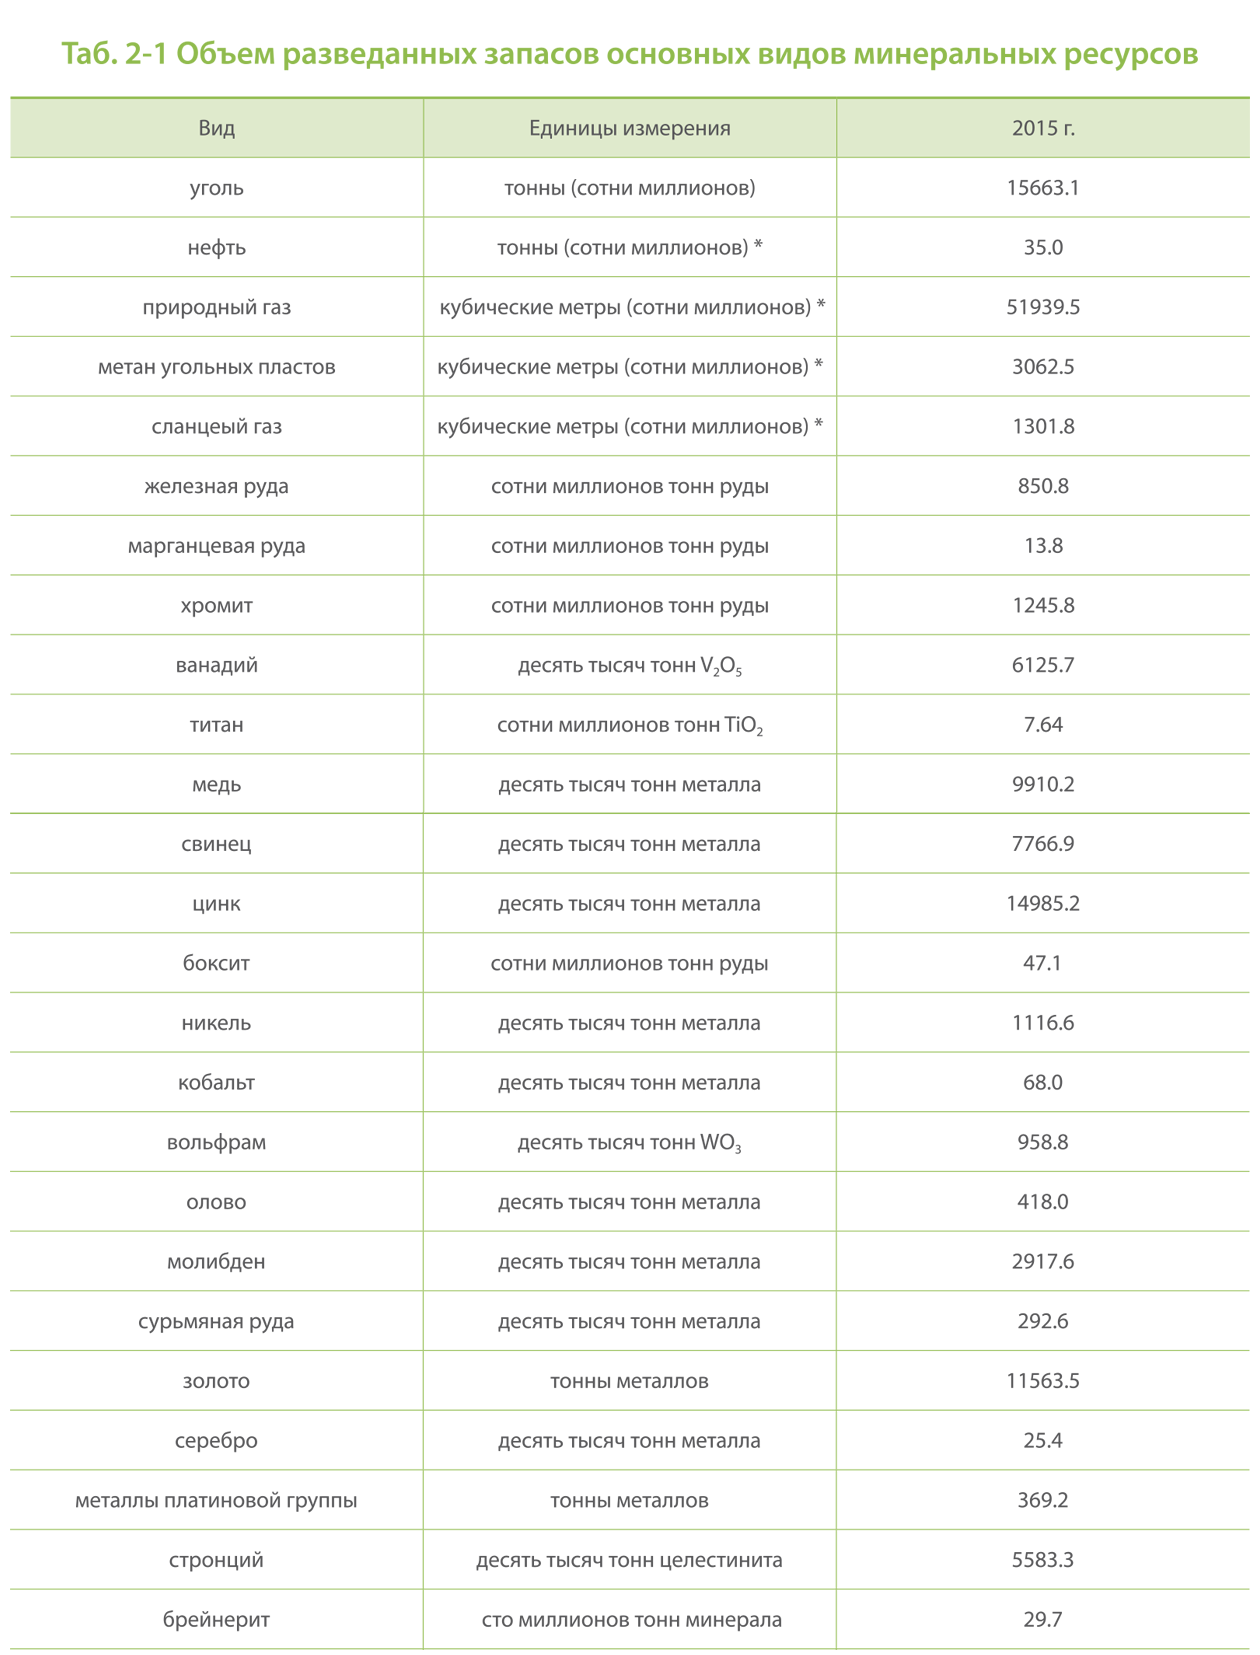 Таб. 2-1 Объем разведанных запасов основных видов минеральных ресурсов
Вид Единицы измерения 2015 г.
уголь тонны (сотни миллионов) 15663.1
нефть тонны (сотни миллионов) * 35.0
природный газ кубические метры (сотни миллионов) * 51939.5
метан угольных пластов кубические метры (сотни миллионов) * 3062.5
сланцеый газ кубические метры (сотни миллионов) * 1301.8
железная руда сотни миллионов тонн руды 850.8
марганцевая руда сотни миллионов тонн руды 13.8
хромит сотни миллионов тонн руды 1245.8
ванадий десять тысяч тонн V₂O₅ 6125.7
титан сотни миллионов тонн TiO₂ 7.64
медь десять тысяч тонн металла 9910.2
свинец десять тысяч тонн металла 7766.9
цинк десять тысяч тонн металла 14985.2
боксит сотни миллионов тонн руды 47.1
никель десять тысяч тонн металла 1116.6
кобальт десять тысяч тонн металла 68.0
вольфрам десять тысяч тонн WO₃ 958.8
олово десять тысяч тонн металла 418.0
молибден десять тысяч тонн металла 2917.6
сурьмяная руда десять тысяч тонн металла 292.6
золото тонны металлов 11563.5
серебро десять тысяч тонн металла 25.4
металлы платиновой группы тонны металлов 369.2
стронций десять тысяч тонн целестинита 5583.3
брейнерит сто миллионов тонн минерала 29.7